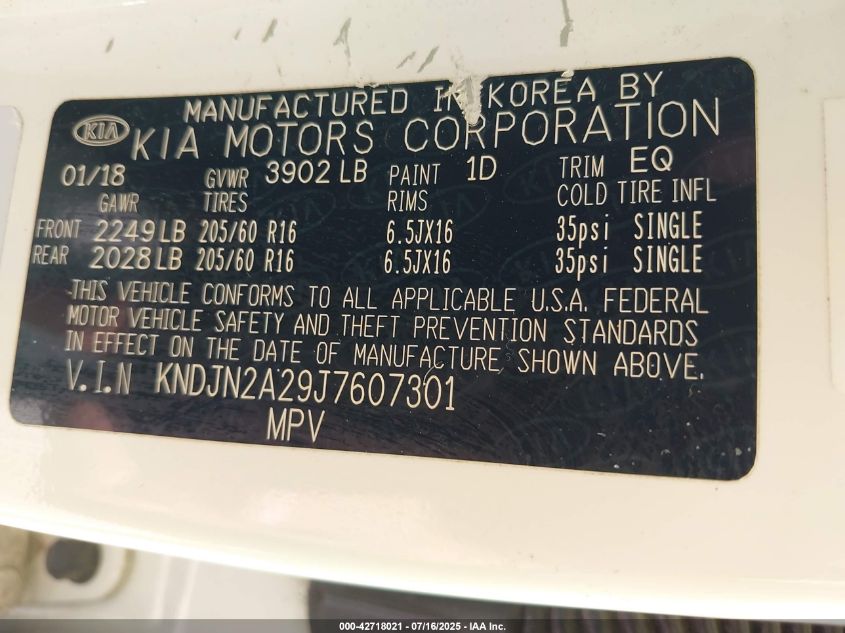 MANUFACTURED IN KOREA BY
KIA KIA MOTORS CORPORATION
01/18 GVWR 3902 LB PAINT 1D TRIM EQ
GAWR TIRES RIMS COLD TIRE INFL
FRONT 2249 LB 205/60 R16 6.5JX16 35psi SINGLE
REAR 2028 LB 205/60 R16 6.5JX16 35psi SINGLE
THIS VEHICLE CONFORMS TO ALL APPLICABLE U.S.A. FEDERAL
MOTOR VEHICLE SAFETY AND THEFT PREVENTION STANDARDS
IN EFFECT ON THE DATE OF MANUFACTURE SHOWN ABOVE.
V.I.N KNDJN2A29J7607301
MPV
000-42718021 - 07/16/2025 - IAA Inc.